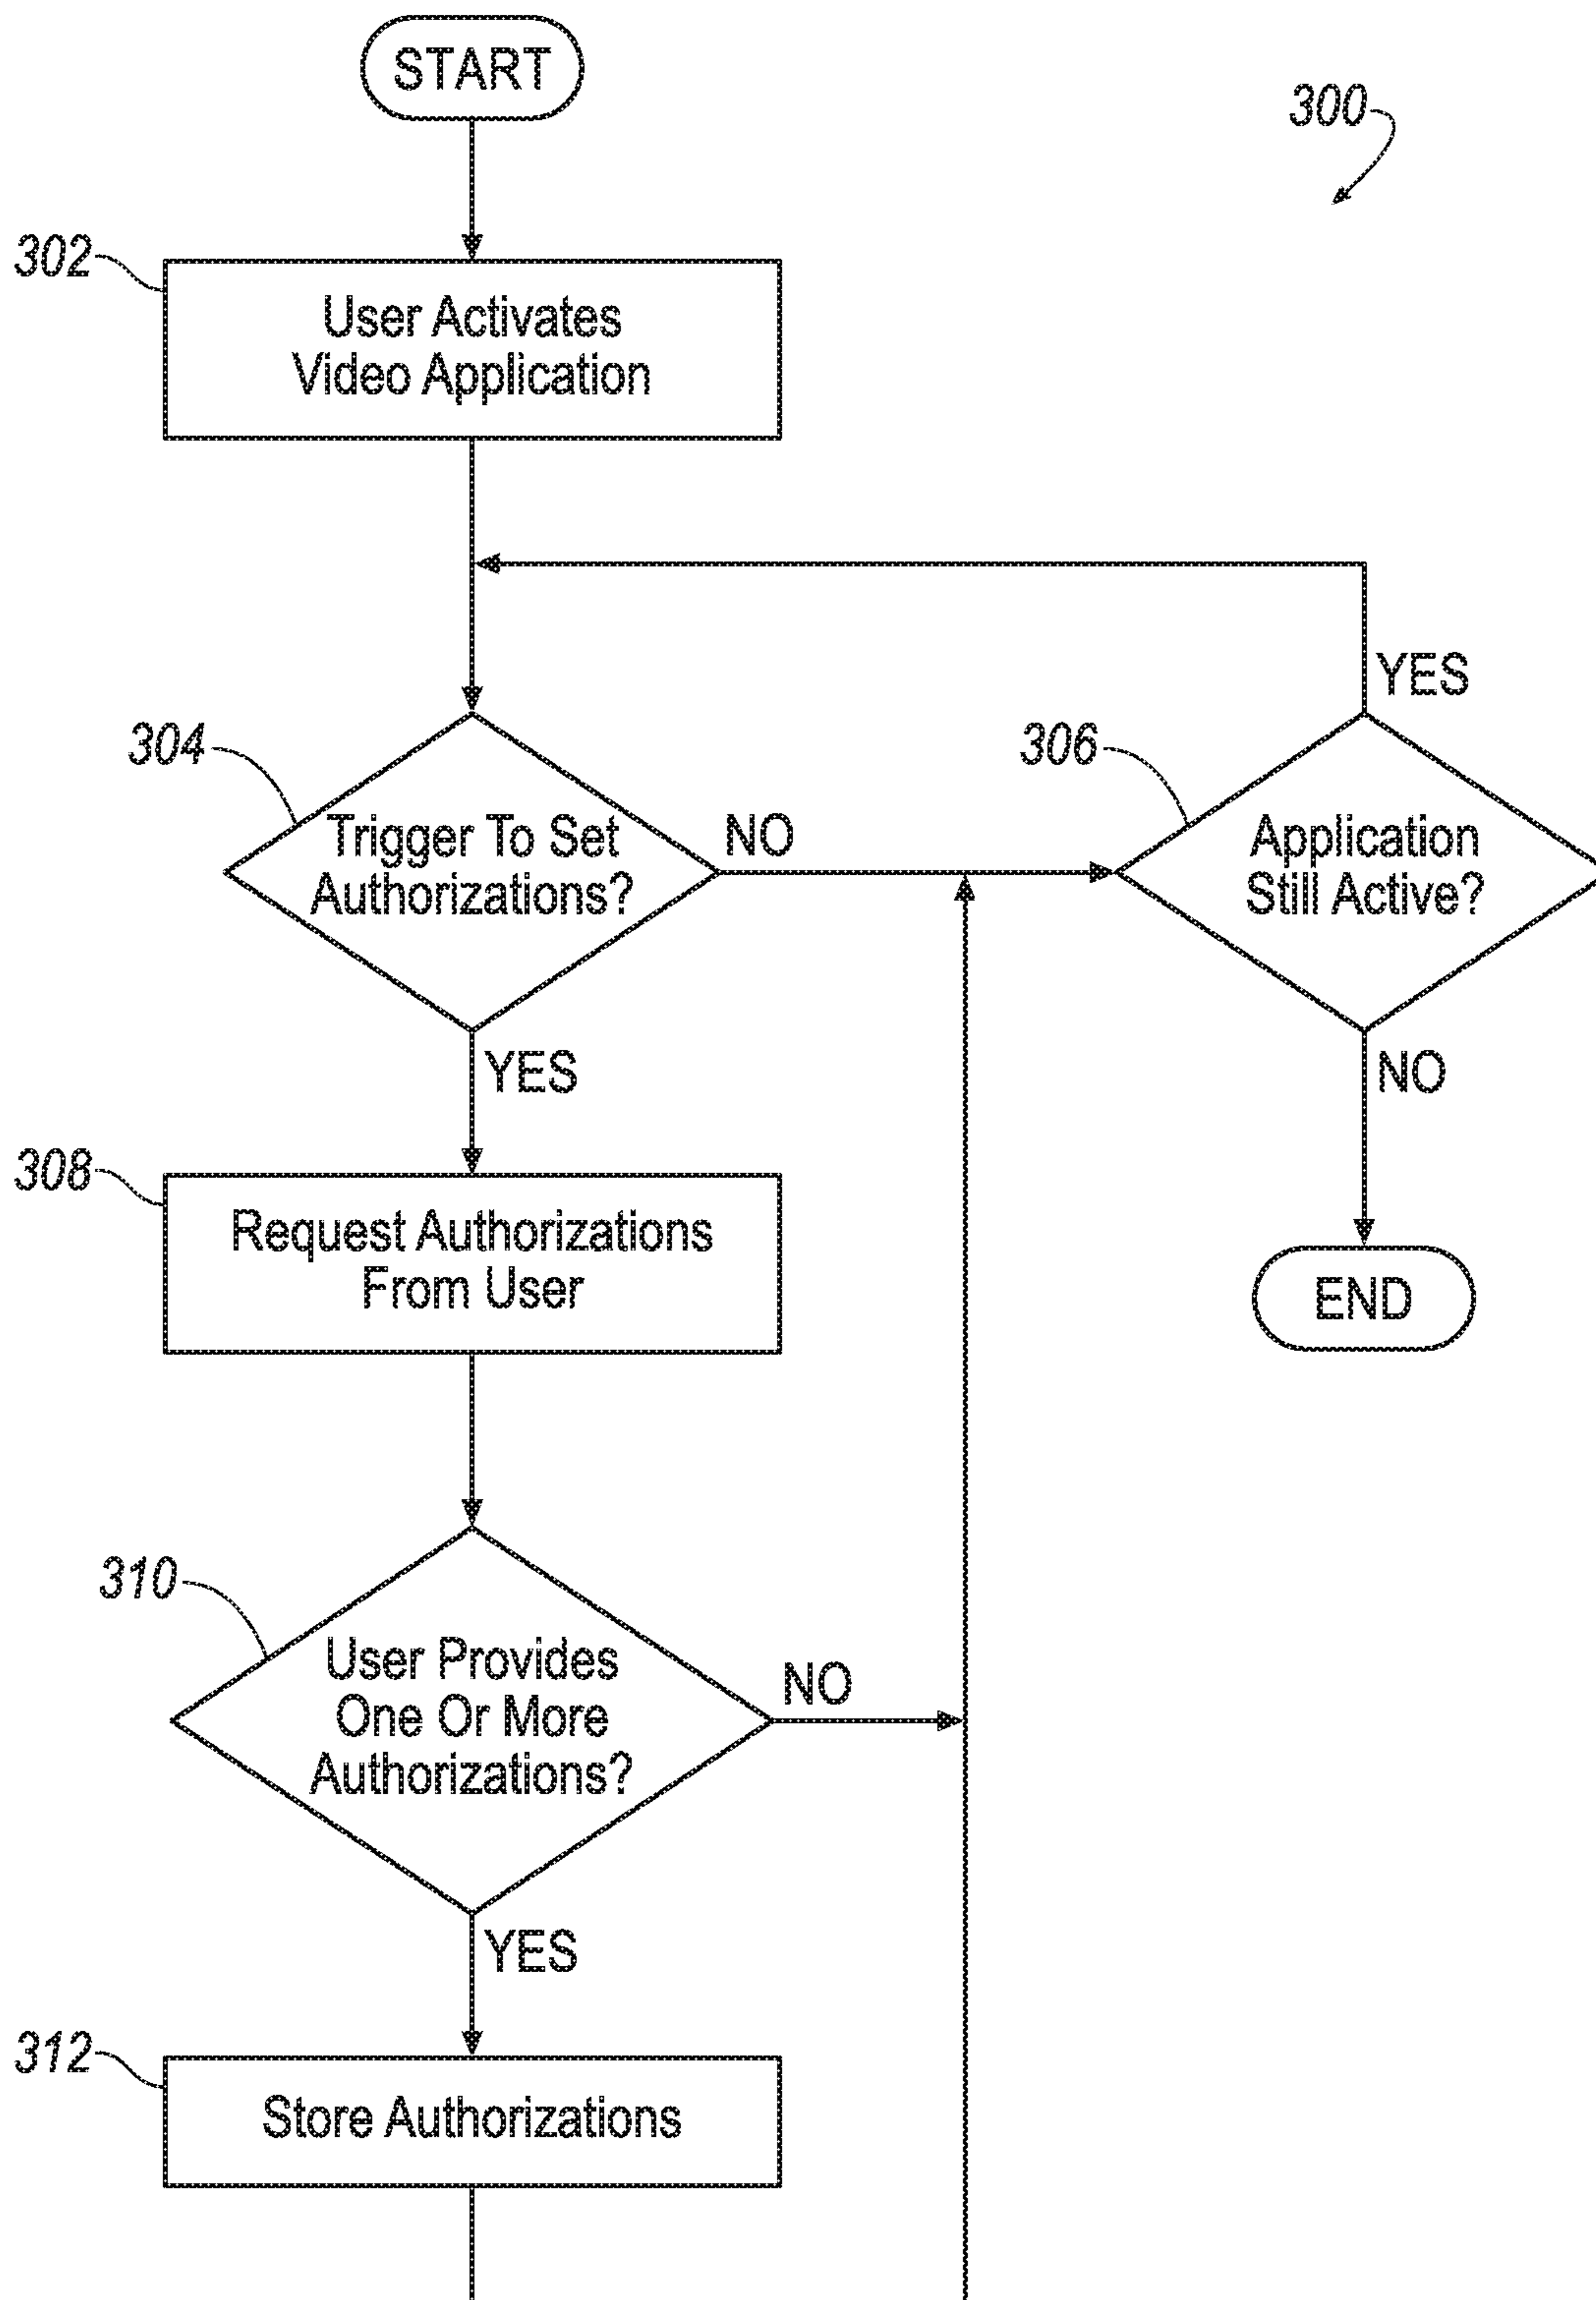 START
300
302
User Activates
Video Application
YES
304
Trigger To Set
Authorizations?
NO
306
Application
Still Active?
YES
NO
308
Request Authorizations
From User
END
310
User Provides
One Or More
Authorizations?
NO
YES
312
Store Authorizations